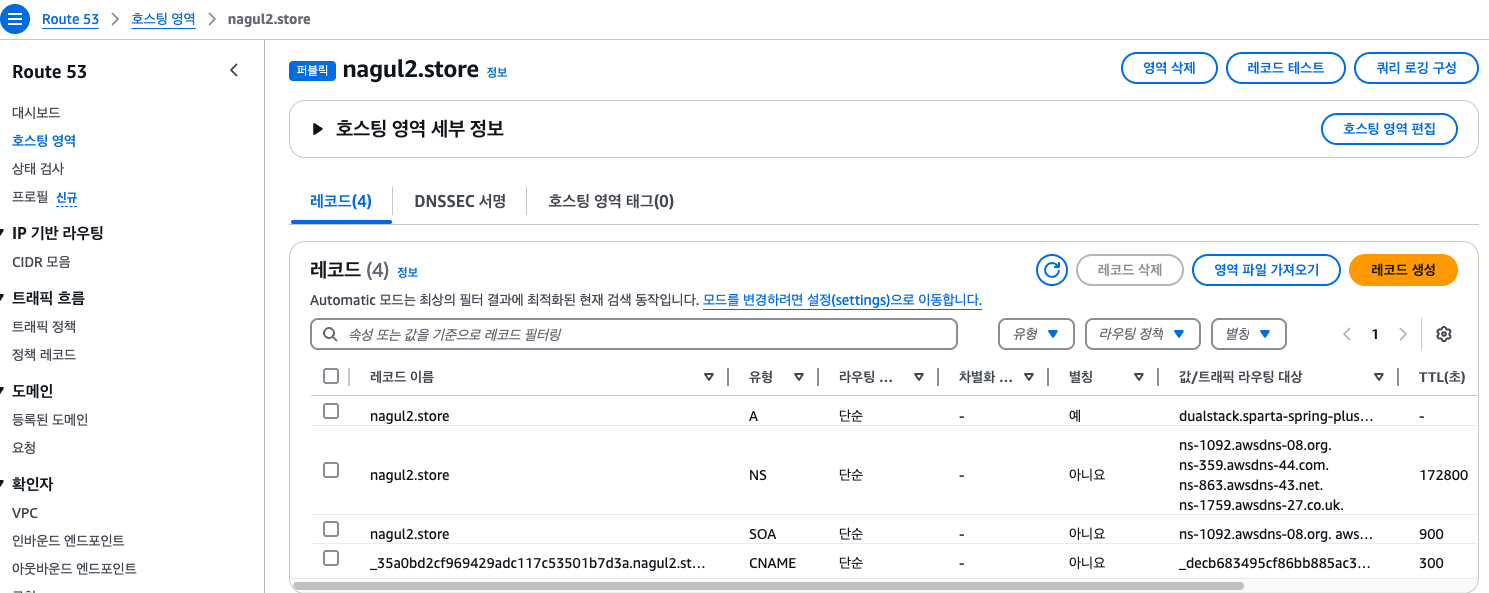 Route 53 > 호스팅 영역 > nagul2.store
Route 53
대시보드
호스팅 영역
상태 검사
프로필 신규
IP 기반 라우팅
CIDR 모음
트래픽 흐름
트래픽 정책
정책 레코드
도메인
등록된 도메인
요청
확인자
VPC
인바운드 엔드포인트
아웃바운드 엔드포인트
퍼블릭 nagul2.store 정보
영역 삭제 레코드 테스트 쿼리 로깅 구성
호스팅 영역 세부 정보 호스팅 영역 편집
레코드(4) DNSSEC 서명 호스팅 영역 태그(0)
레코드 (4) 정보 레코드 삭제 영역 파일 가져오기 레코드 생성
Automatic 모드는 최상의 필터 결과에 최적화된 현재 검색 동작입니다. 모드를 변경하려면 설정(settings)으로 이동합니다.
속성 또는 값을 기준으로 레코드 필터링 유형 라우팅 정책 별칭 1
레코드 이름 유형 라우팅 ... 차별화 ... 별칭 값/트래픽 라우팅 대상 TTL(초)
nagul2.store A 단순 - 예 dualstack.sparta-spring-plus... -
nagul2.store NS 단순 - 아니요 ns-1092.awsdns-08.org.
ns-359.awsdns-44.com.
ns-863.awsdns-43.net.
ns-1759.awsdns-27.co.uk.
172800
nagul2.store SOA 단순 - 아니요 ns-1092.awsdns-08.org. aws... 900
_35a0bd2cf969429adc117c53501b7d3a.nagul2.st... CNAME 단순 - 아니요 _decb683495cf86bb885ac3... 300